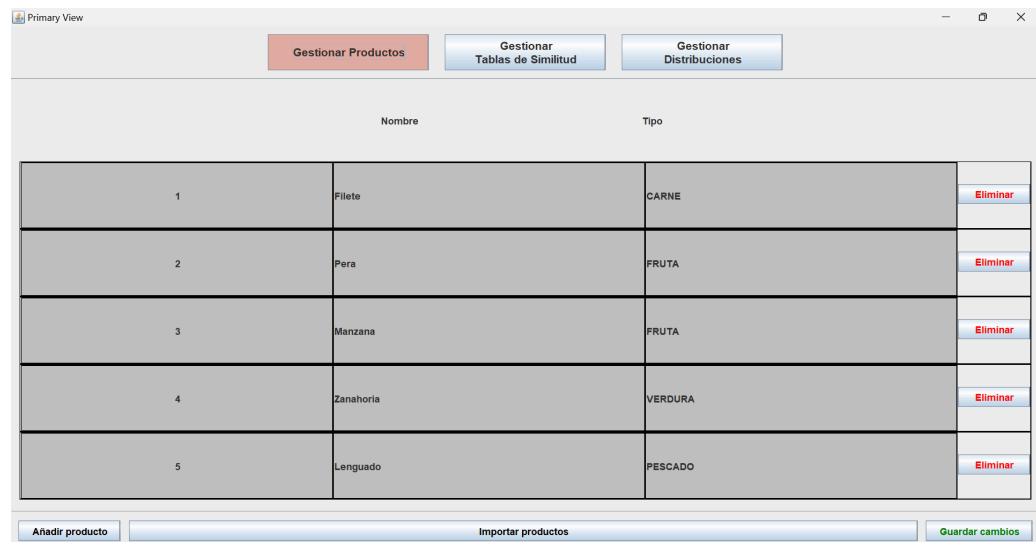 Primary View
Gestionar Productos
Gestionar
Tablas de Similitud
Gestionar
Distribuciones
Nombre Tipo
1 Filete CARNE Eliminar
2 Pera FRUTA Eliminar
3 Manzana FRUTA Eliminar
4 Zanahoria VERDURA Eliminar
5 Lenguado PESCADO Eliminar
Añadir producto Importar productos Guardar cambios